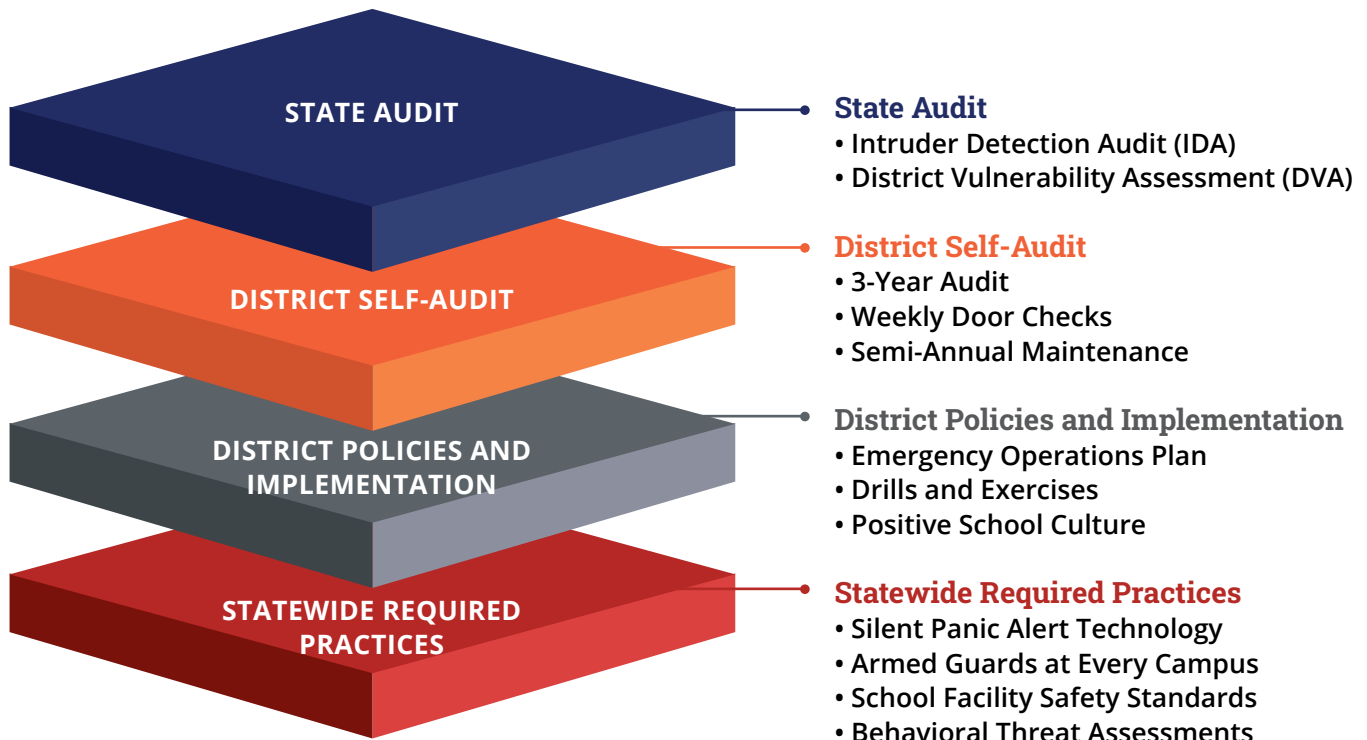 STATE AUDIT
State Audit
• Intruder Detection Audit (IDA)
• District Vulnerability Assessment (DVA)
DISTRICT SELF-AUDIT
District Self-Audit
• 3-Year Audit
• Weekly Door Checks
• Semi-Annual Maintenance
DISTRICT POLICIES AND
IMPLEMENTATION
District Policies and Implementation
• Emergency Operations Plan
• Drills and Exercises
• Positive School Culture
STATEWIDE REQUIRED
PRACTICES
Statewide Required Practices
• Silent Panic Alert Technology
• Armed Guards at Every Campus
• School Facility Safety Standards
• Behavioral Threat Assessments